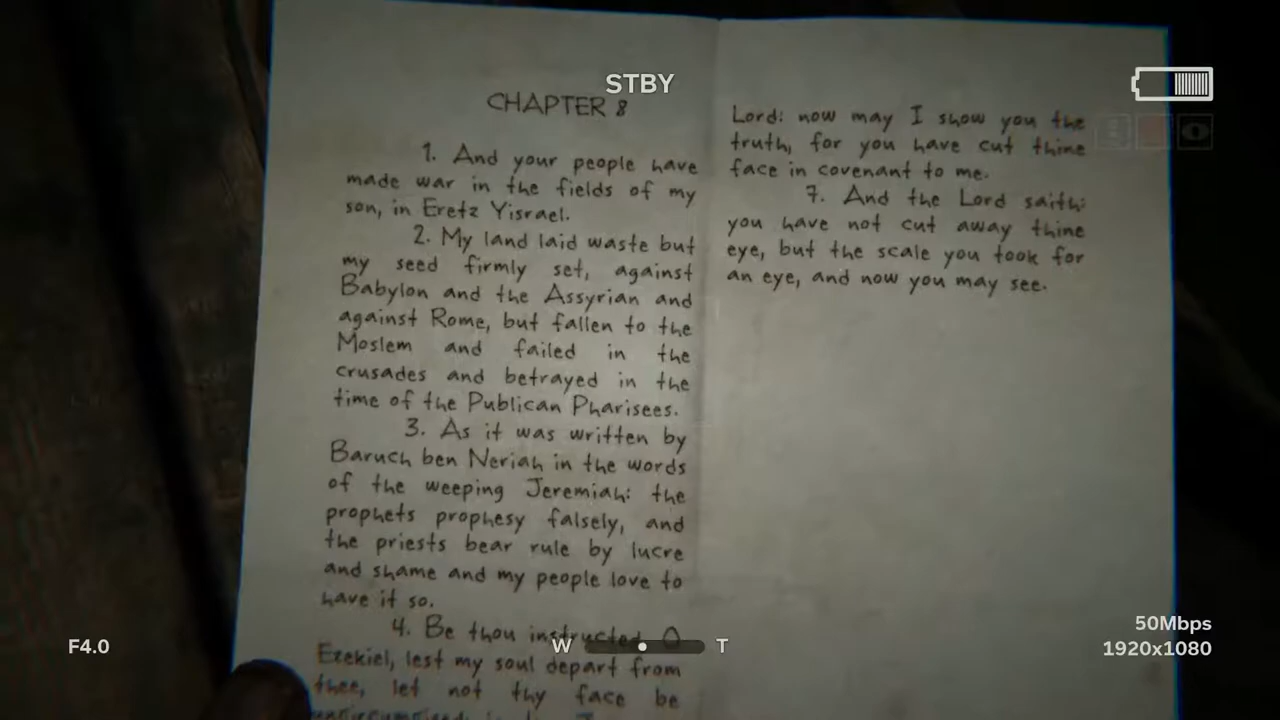 STBY
CHAPTER 8
1. And your people have
made war in the fields of my
son, in Eretz Yisrael.
2. My land laid waste but
my seed firmly set, against
Babylon and the Assyrian and
against Rome, but fallen to the
Moslem and failed in the
crusades and betrayed in the
time of the Publican Pharisees.
3. As it was written by
Baruch ben Neriah in the words
of the weeping Jeremiah: the
prophets prophesy falsely, and
the priests bear rule by lucre
and shame and my people love to
have it so.
4. Be thou instructed, O
Ezekiel, lest my soul depart from
thee, let not thy face be
Lord: now may I show you the
truth, for you have cut thine
face in covenant to me.
7. And the Lord saith:
you have not cut away thine
eye, but the scale you took for
an eye, and now you may see.
F4.0
W T
50Mbps
1920x1080